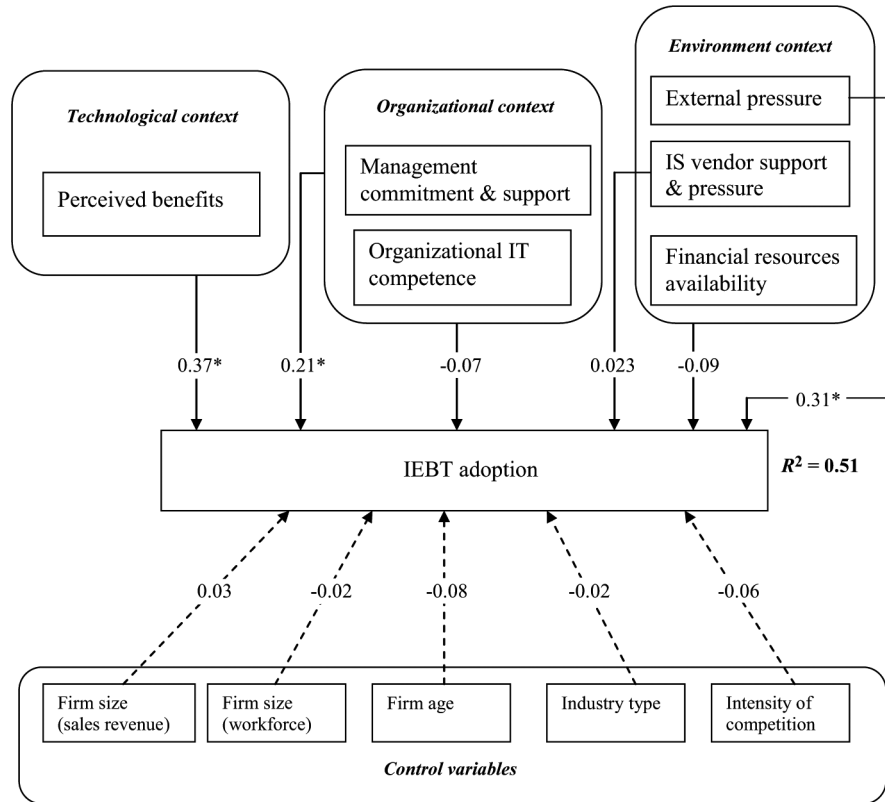 Technological context
Perceived benefits
Organizational context
Management
commitment & support
Organizational IT
competence
Environment context
External pressure
IS vendor support
& pressure
Financial resources
availability
0.37*
0.21*
-0.07
0.023
-0.09
0.31*
IEBT adoption
R² = 0.51
0.03
-0.02
-0.08
-0.02
-0.06
Firm size
(sales revenue)
Firm size
(workforce)
Firm age
Industry type
Intensity of
competition
Control variables